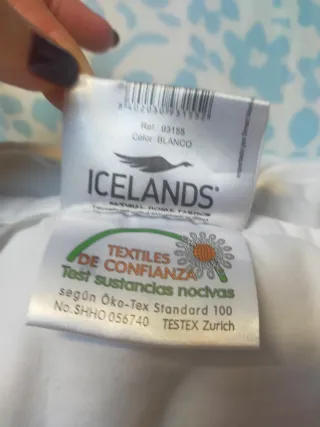 Ref.: 93188
Color: BLANCO
ICELANDS®
TEXTILES
DE CONFIANZA
Test sustancias nocivas
según Öko-Tex Standard 100
No.SHHO 056740 TESTEX Zurich